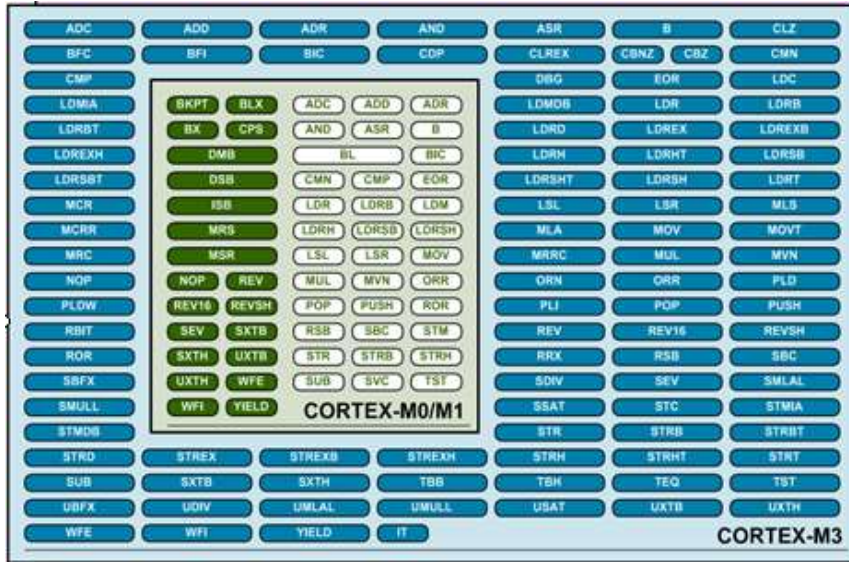 ADC ADD ADR AND ASR B CLZ
BFC BFI BIC CDP CLREX CBNZ CBZ CMN
CMP DBG EOR LDC
LDMIA BKPT BLX ADC ADD ADR LDMDB LDR LDRB
LDRBT BX CPS AND ASR B LDRD LDREX LDREXB
LDREXH DMB BL BIC LDRH LDRHT LDRSB
LDRSBT DSB CMN CMP EOR LDRSHT LDRSH LDRT
MCR ISB LDR LDRB LDM LSL LSR MLS
MCRR MRS LDRH LDRSB LDRSH MLA MOV MOVT
MRC MSR LSL LSR MOV MRRC MUL MVN
NOP NOP REV MUL MVN ORR ORN ORR PLD
PLDW REV16 REVSH POP PUSH ROR PLI POP PUSH
RBIT SEV SXTB RSB SBC STM REV REV16 REVSH
ROR SXTH UXTB STR STRB STRH RRX RSB SBC
SBFX UXTH WFE SUB SVC TST SDIV SEV SMLAL
SMULL WFI YIELD CORTEX-M0/M1 SSAT STC STMIA
STMDB STR STRB STRBT
STRD STREX STREXB STREXH STRH STRHT STRT
SUB SXTB SXTH TBB TBH TEQ TST
UBFX UDIV UMLAL UMULL USAT UXTB UXTH
WFE WFI YIELD IT CORTEX-M3